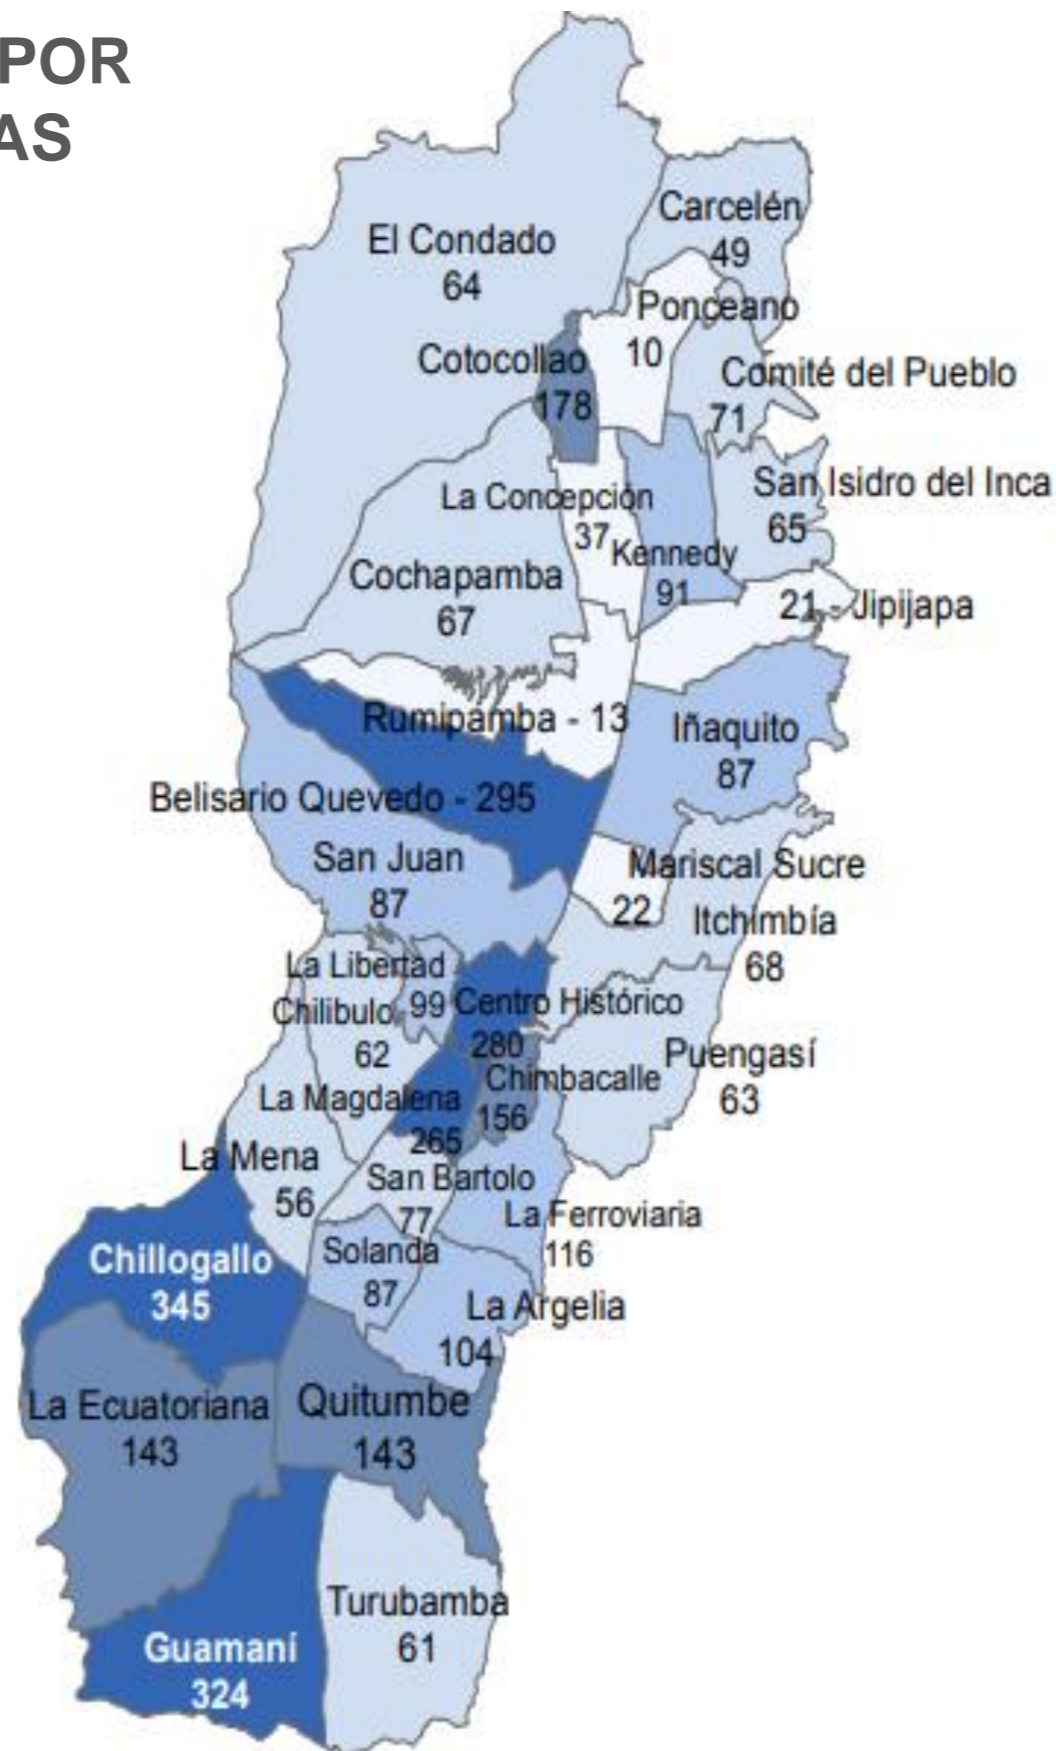 POR
AS
Carcelén
49
El Condado
64
Ponceano
10
Cotocollao
178
Comité del Pueblo
71
La Concepción
37
San Isidro del Inca
65
Kennedy
91
Cochapamba
67
21 - Jipijapa
Rumipamba - 13
Iñaquito
87
Belisario Quevedo - 295
San Juan
87
Mariscal Sucre
22
Itchimbía
68
La Libertad
99
Chilibulo
62
Centro Histórico
280
Puengasí
63
Chimbacalle
156
La Magdalena
265
La Mena
56
San Bartolo
77
La Ferroviaria
116
Solanda
87
Chillogallo
345
La Argelia
104
La Ecuatoriana
143
Quitumbe
143
Turubamba
61
Guamaní
324